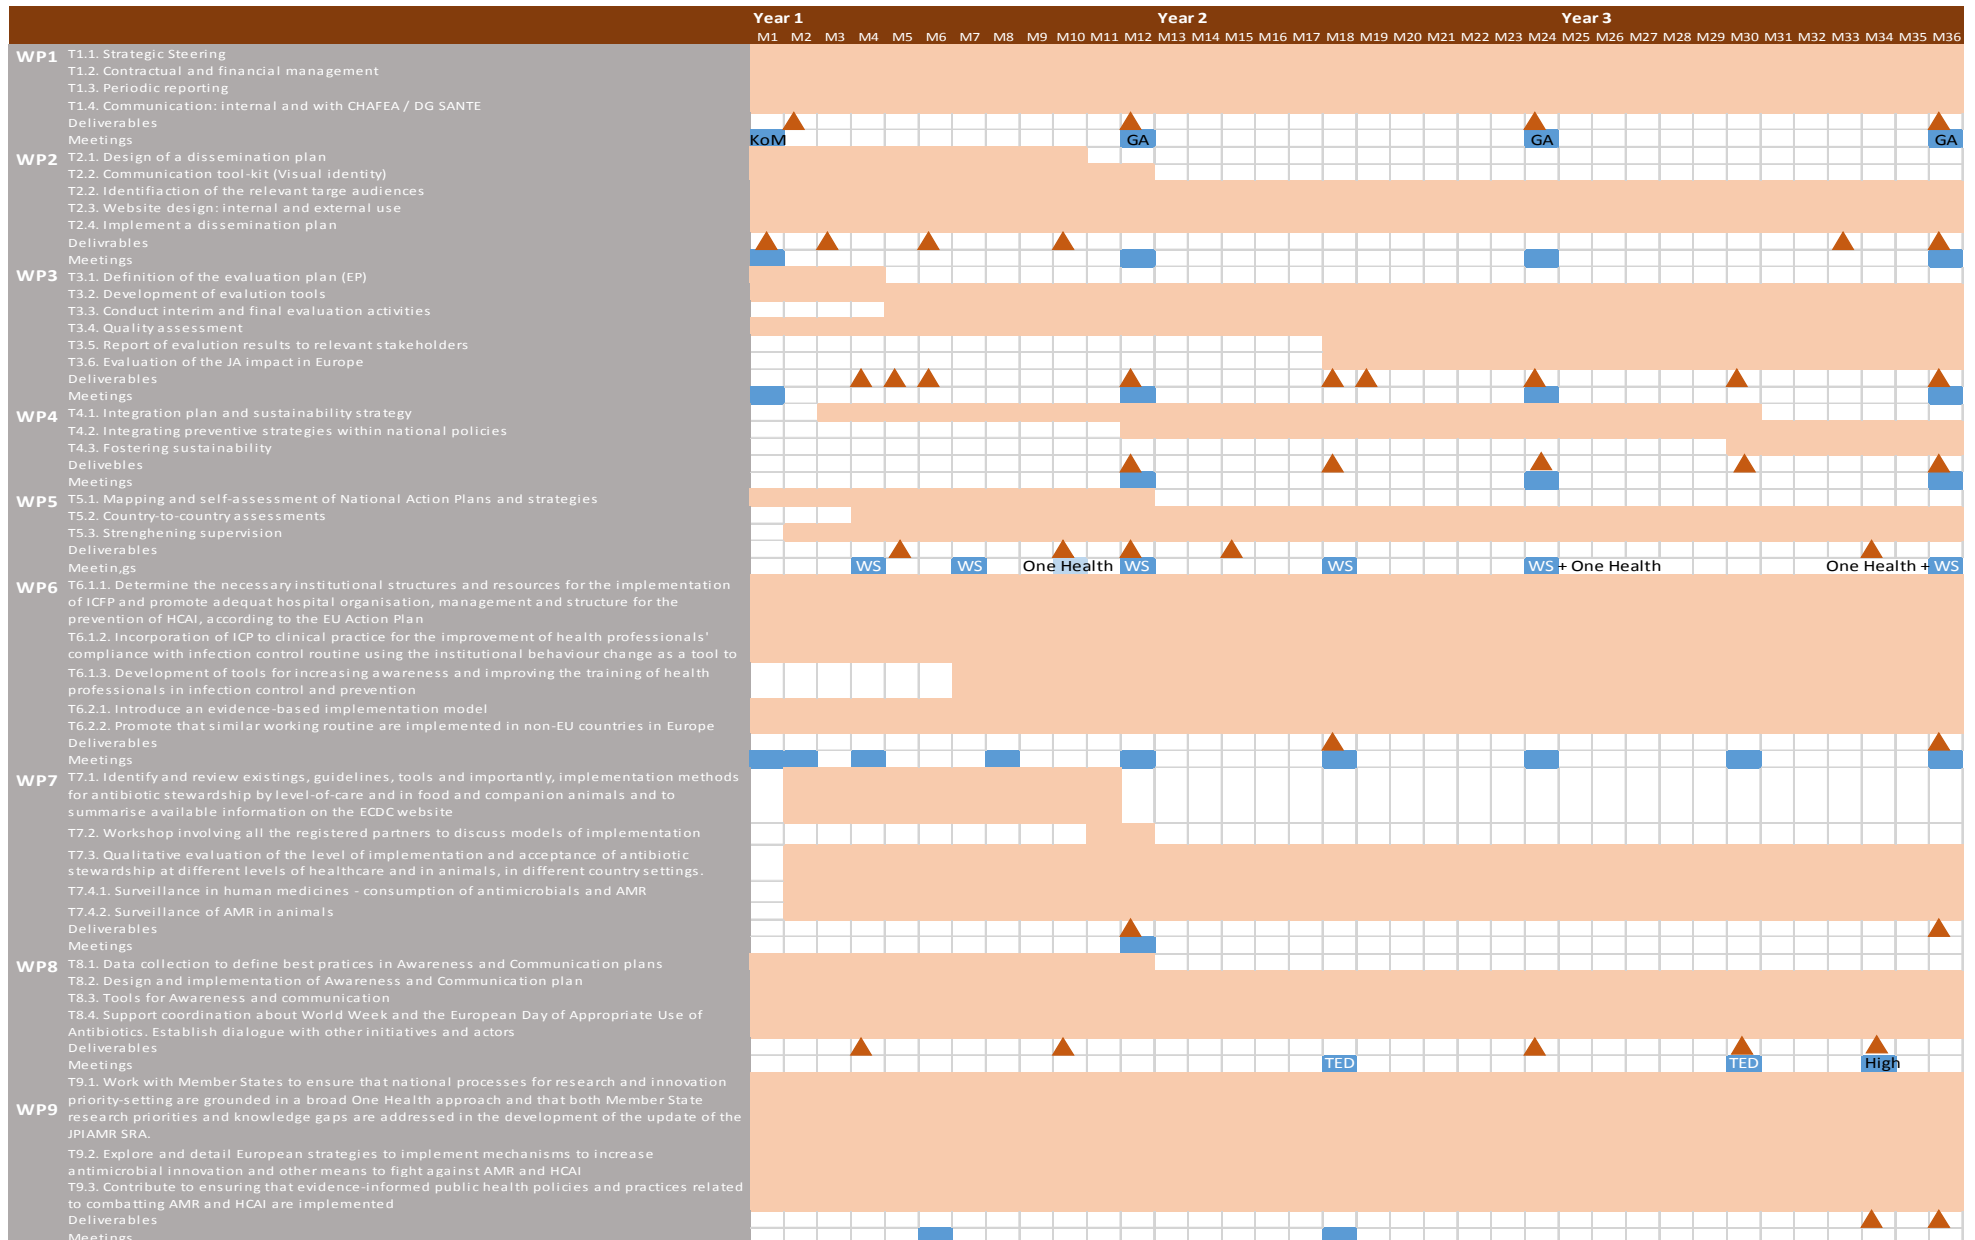 Year 1 Year 2 Year 3
M1 M2 M3 M4 M5 M6 M7 M8 M9 M10 M11 M12 M13 M14 M15 M16 M17 M18 M19 M20 M21 M22 M23 M24 M25 M26 M27 M28 M29 M30 M31 M32 M33 M34 M35 M36
WP1 T1.1. Strategic Steering
T1.2. Contractual and financial management
T1.3. Periodic reporting
T1.4. Communication: internal and with CHAFEA / DG SANTE
Deliverables
Meetings KoM GA GA GA
WP2 T2.1. Design of a dissemination plan
T2.2. Communication tool-kit (Visual identity)
T2.2. Identifiaction of the relevant targe audiences
T2.3. Website design: internal and external use
T2.4. Implement a dissemination plan
Delivrables
Meetings
WP3 T3.1. Definition of the evaluation plan (EP)
T3.2. Development of evalution tools
T3.3. Conduct interim and final evaluation activities
T3.4. Quality assessment
T3.5. Report of evalution results to relevant stakeholders
T3.6. Evaluation of the JA impact in Europe
Deliverables
Meetings
WP4 T4.1. Integration plan and sustainability strategy
T4.2. Integrating preventive strategies within national policies
T4.3. Fostering sustainability
Delivebles
Meetings
WP5 T5.1. Mapping and self-assessment of National Action Plans and strategies
T5.2. Country-to-country assessments
T5.3. Strenghening supervision
Deliverables
Meetin,gs WS WS One Health WS WS WS + One Health One Health + WS
WP6 T6.1.1. Determine the necessary institutional structures and resources for the implementation
of ICFP and promote adequat hospital organisation, management and structure for the
prevention of HCAI, according to the EU Action Plan
T6.1.2. Incorporation of ICP to clinical practice for the improvement of health professionals'
compliance with infection control routine using the institutional behaviour change as a tool to
T6.1.3. Development of tools for increasing awareness and improving the training of health
professionals in infection control and prevention
T6.2.1. Introduce an evidence-based implementation model
T6.2.2. Promote that similar working routine are implemented in non-EU countries in Europe
Deliverables
Meetings
WP7 T7.1. Identify and review existings, guidelines, tools and importantly, implementation methods
for antibiotic stewardship by level-of-care and in food and companion animals and to
summarise available information on the ECDC website
T7.2. Workshop involving all the registered partners to discuss models of implementation
T7.3. Qualitative evaluation of the level of implementation and acceptance of antibiotic
stewardship at different levels of healthcare and in animals, in different country settings.
T7.4.1. Surveillance in human medicines - consumption of antimicrobials and AMR
T7.4.2. Surveillance of AMR in animals
Deliverables
Meetings
WP8 T8.1. Data collection to define best pratices in Awareness and Communication plans
T8.2. Design and implementation of Awareness and Communication plan
T8.3. Tools for Awareness and communication
T8.4. Support coordination about World Week and the European Day of Appropriate Use of
Antibiotics. Establish dialogue with other initiatives and actors
Deliverables
Meetings TED TED High
T9.1. Work with Member States to ensure that national processes for research and innovation
WP9 priority-setting are grounded in a broad One Health approach and that both Member State
research priorities and knowledge gaps are addressed in the development of the update of the
JPIAMR SRA.
T9.2. Explore and detail European strategies to implement mechanisms to increase
antimicrobial innovation and other means to fight against AMR and HCAI
T9.3. Contribute to ensuring that evidence-informed public health policies and practices related
to combatting AMR and HCAI are implemented
Deliverables
Meetings